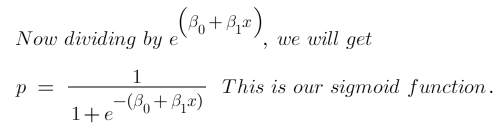 Now dividing by e^(β₀ + β₁x), we will get
p = 1 / (1 + e^−(β₀ + β₁x)) This is our sigmoid function.